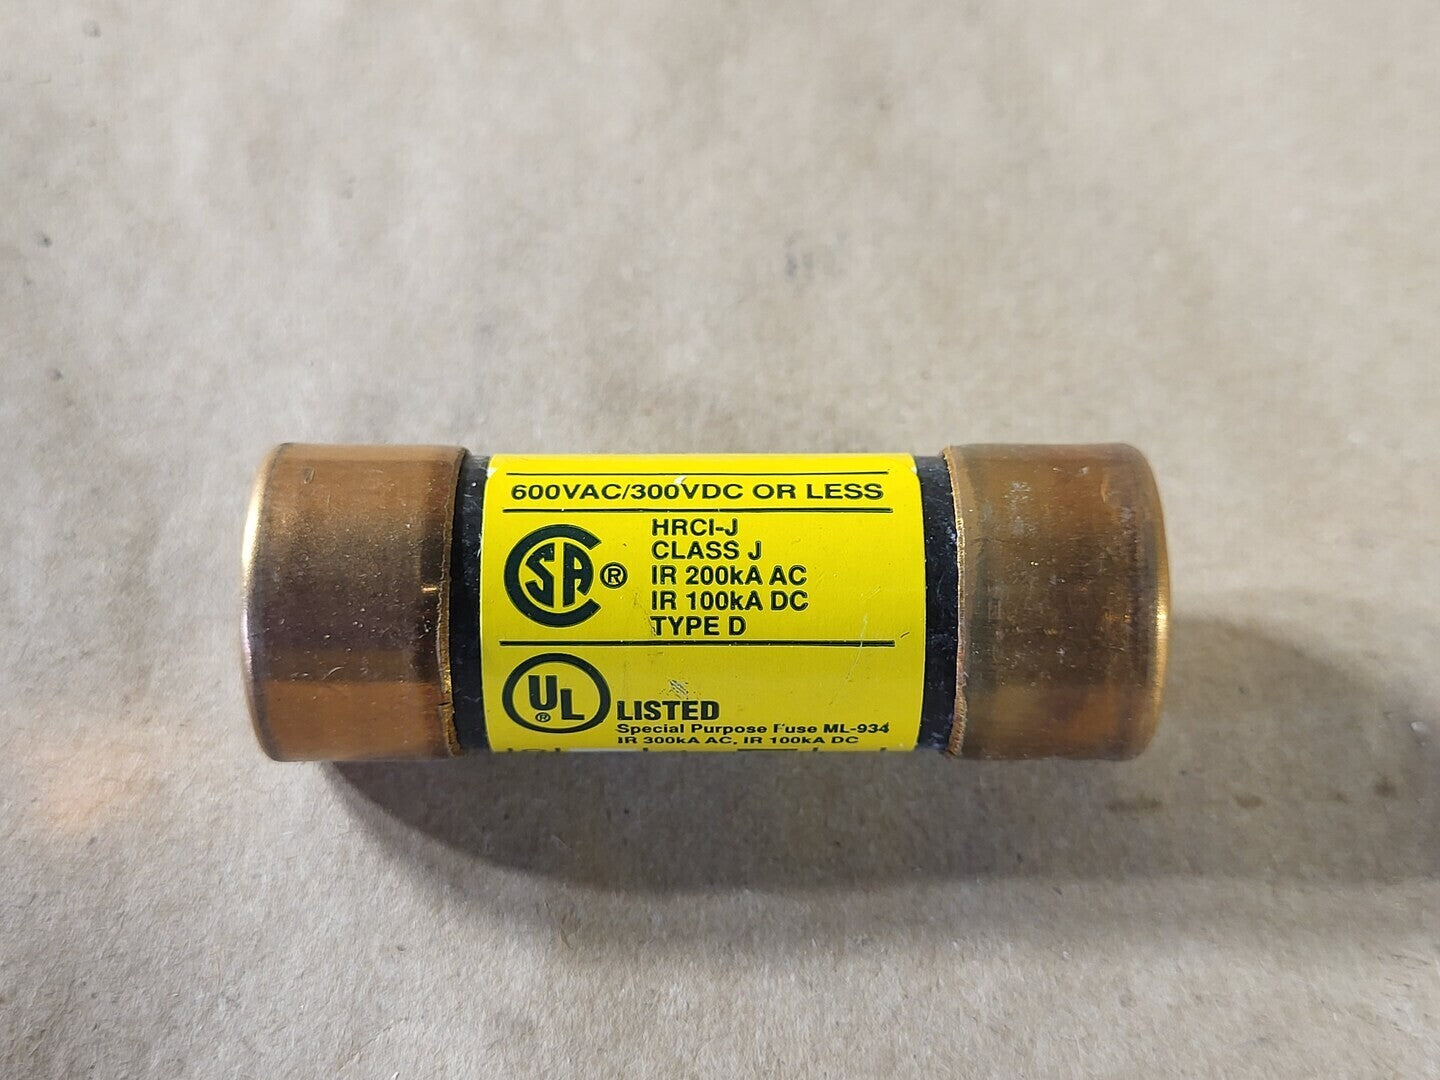 600VAC/300VDC OR LESS
CSA®
HRCI-J
CLASS J
IR 200kA AC
IR 100kA DC
TYPE D
UL®
LISTED
Special Purpose Fuse ML-934
IR 300kA AC, IR 100kA DC